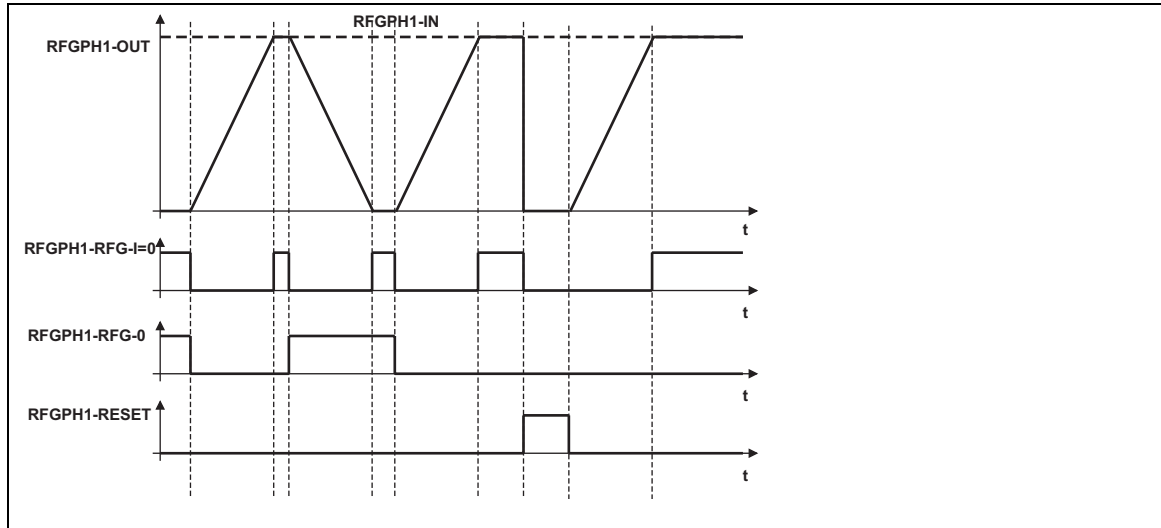 RFGPH1-IN
RFGPH1-OUT
t
RFGPH1-RFG-I=0
t
RFGPH1-RFG-0
t
RFGPH1-RESET
t